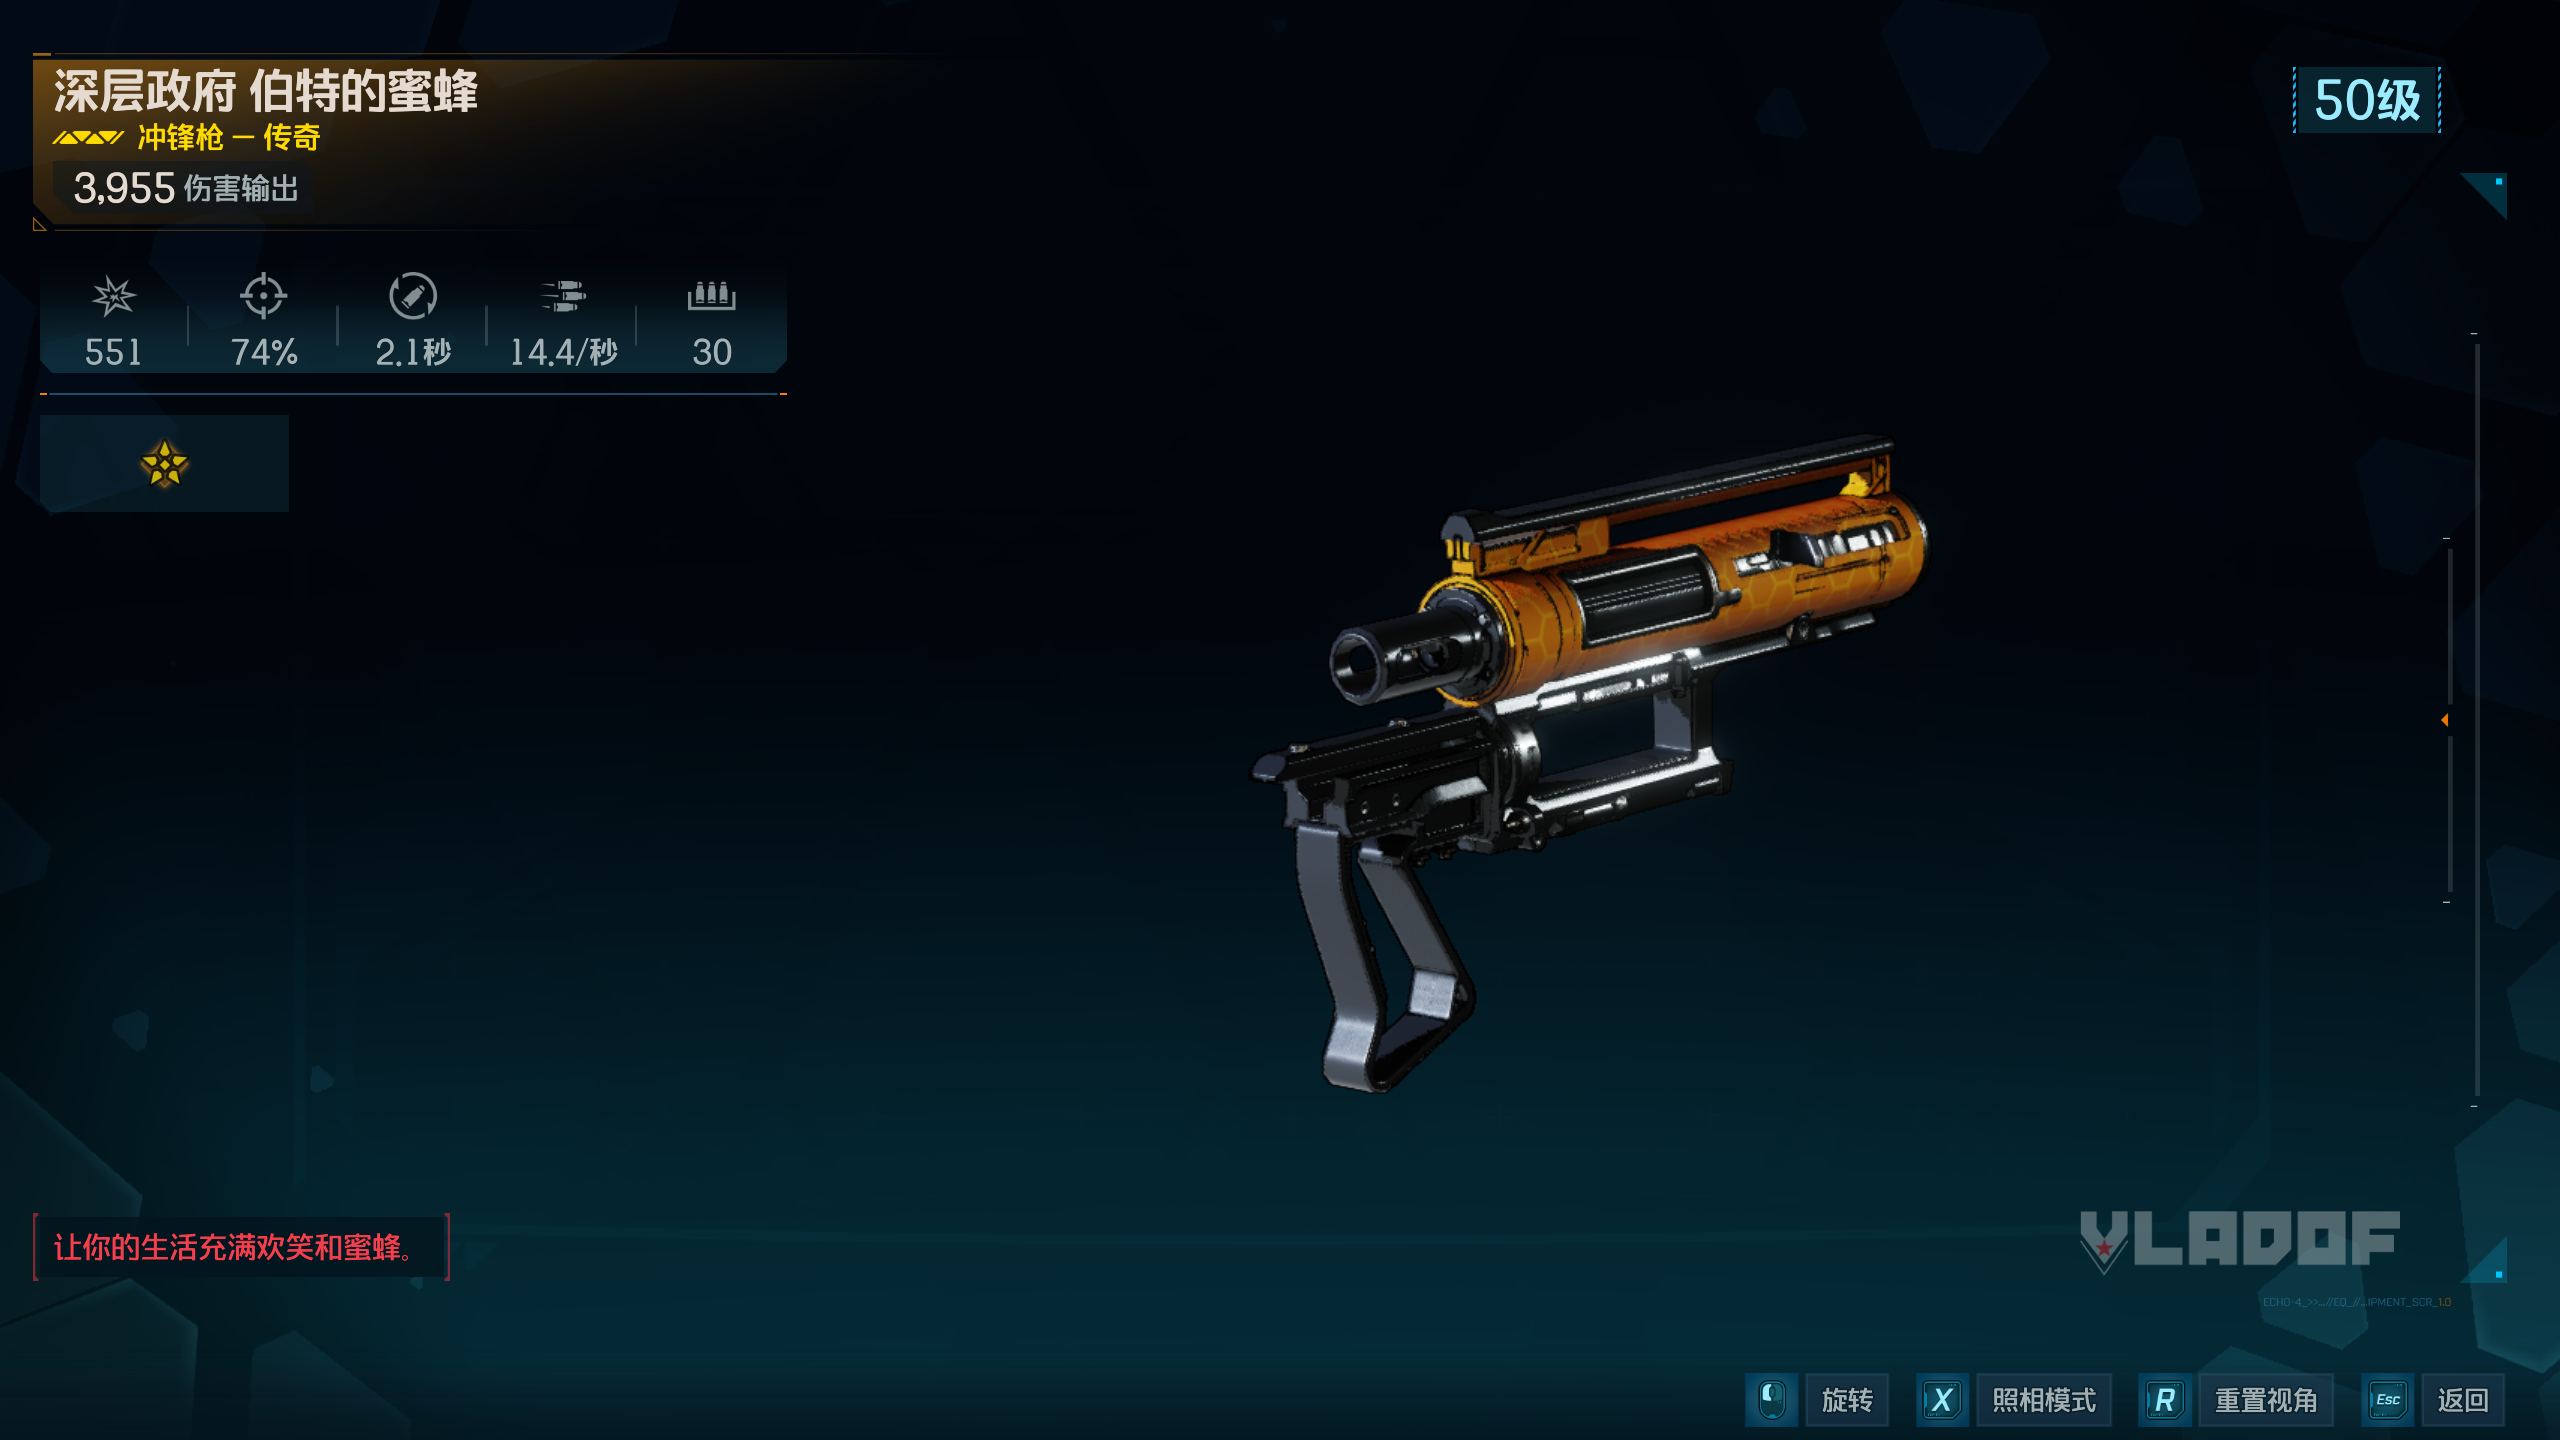 深层政府 伯特的蜜蜂
冲锋枪 — 传奇
3,955 伤害输出
50级
551 74% 2.1秒 14.4/秒 30
让你的生活充满欢笑和蜜蜂。
VLADOF
旋转 X 照相模式 R 重置视角 Esc 返回